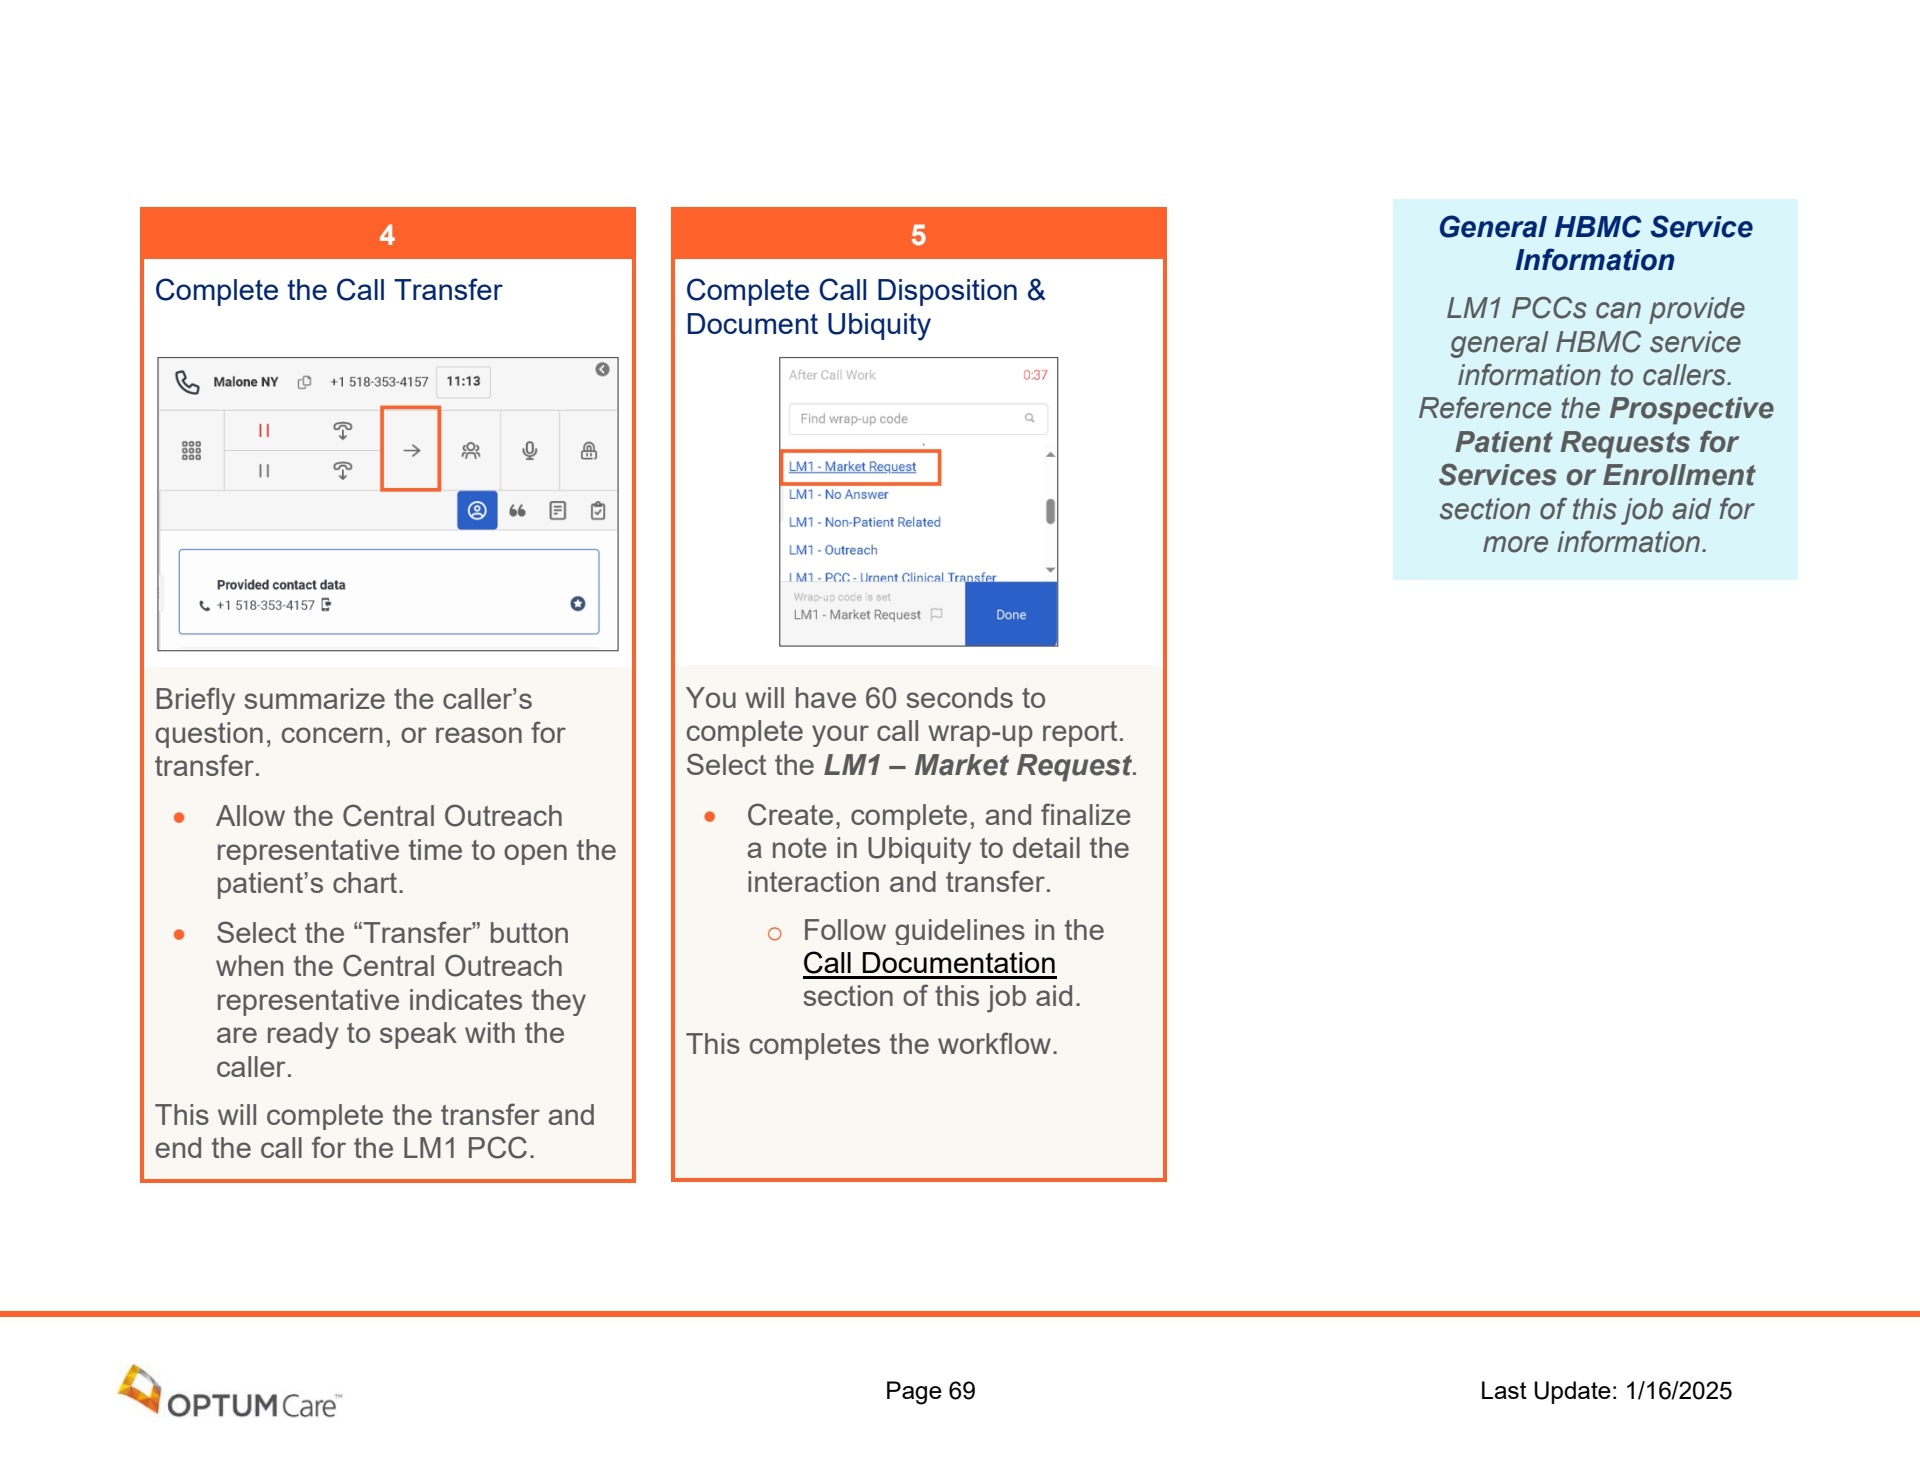 4
Complete the Call Transfer
Malone NY +1 518-353-4157 11:13
Provided contact data
+1 518-353-4157
Briefly summarize the caller’s
question, concern, or reason for
transfer.
• Allow the Central Outreach
representative time to open the
patient’s chart.
• Select the “Transfer” button
when the Central Outreach
representative indicates they
are ready to speak with the
caller.
This will complete the transfer and
end the call for the LM1 PCC.
5
Complete Call Disposition &
Document Ubiquity
After Call Work 0:37
Find wrap-up code
LM1 - Market Request
LM1 - No Answer
LM1 - Non-Patient Related
LM1 - Outreach
LM1 - PCC - Urgent Clinical Transfer
Wrap-up code is set
LM1 - Market Request
Done
You will have 60 seconds to
complete your call wrap-up report.
Select the LM1 – Market Request.
• Create, complete, and finalize
a note in Ubiquity to detail the
interaction and transfer.
o Follow guidelines in the
Call Documentation
section of this job aid.
This completes the workflow.
General HBMC Service
Information
LM1 PCCs can provide
general HBMC service
information to callers.
Reference the Prospective
Patient Requests for
Services or Enrollment
section of this job aid for
more information.
OPTUM Care™
Page 69
Last Update: 1/16/2025